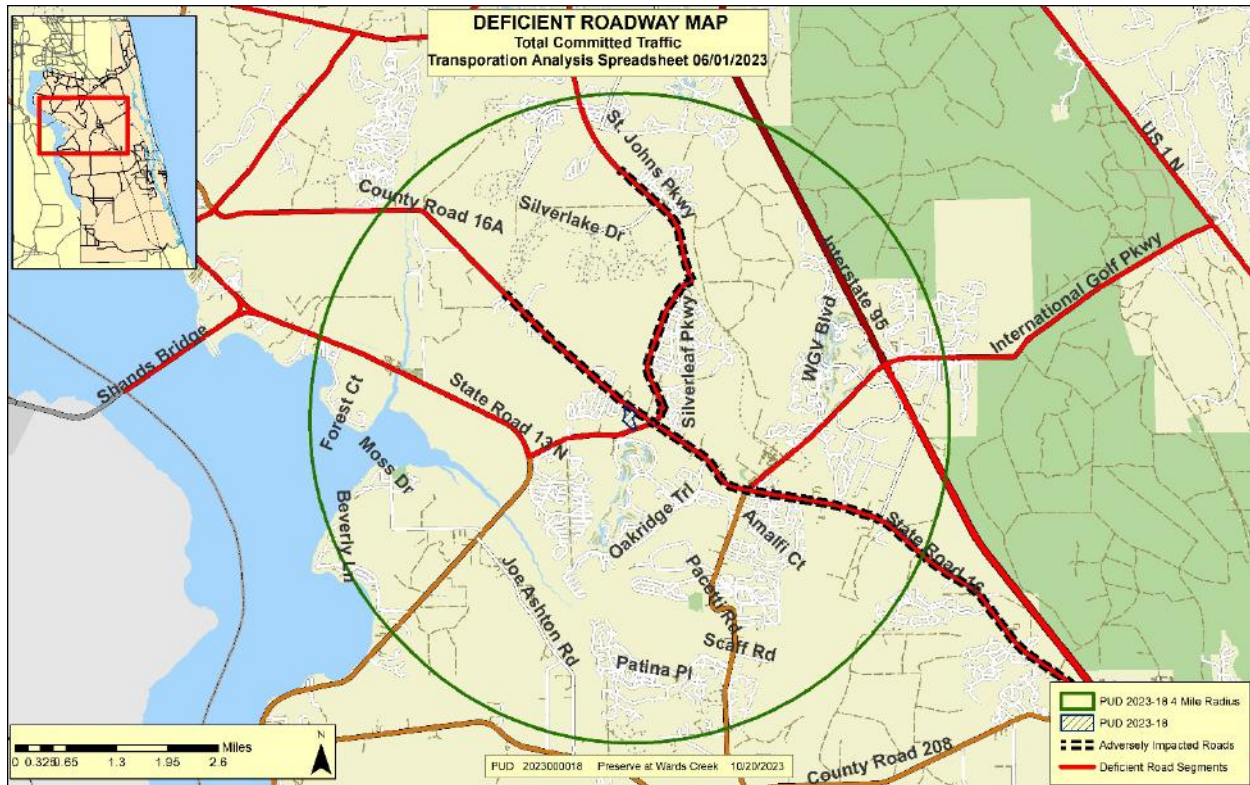 DEFICIENT ROADWAY MAP
Total Committed Traffic
Transporation Analysis Spreadsheet 06/01/2023
St. Johns Pkwy
US 1 N
County Road 16A
Silverlake Dr
Interstate 95
International Golf Pkwy
WGV Blvd
Silverleaf Pkwy
Shands Bridge
State Road 13 N
Forest Ct
Moss Dr
Beverly Ln
Oakridge Trl
Amalfi Ct
State Road 16
Joe Ashton Rd
Pacetti Rd
Scaff Rd
Patina Pl
County Road 208
Miles
0 0.325 0.65 1.3 1.95 2.6
N
PUD 2023000018 Preserve at Wards Creek 10/20/2023
PUD 2023-18 4 Mile Radius
PUD 2023-18
Adversely Impacted Roads
Deficient Road Segments